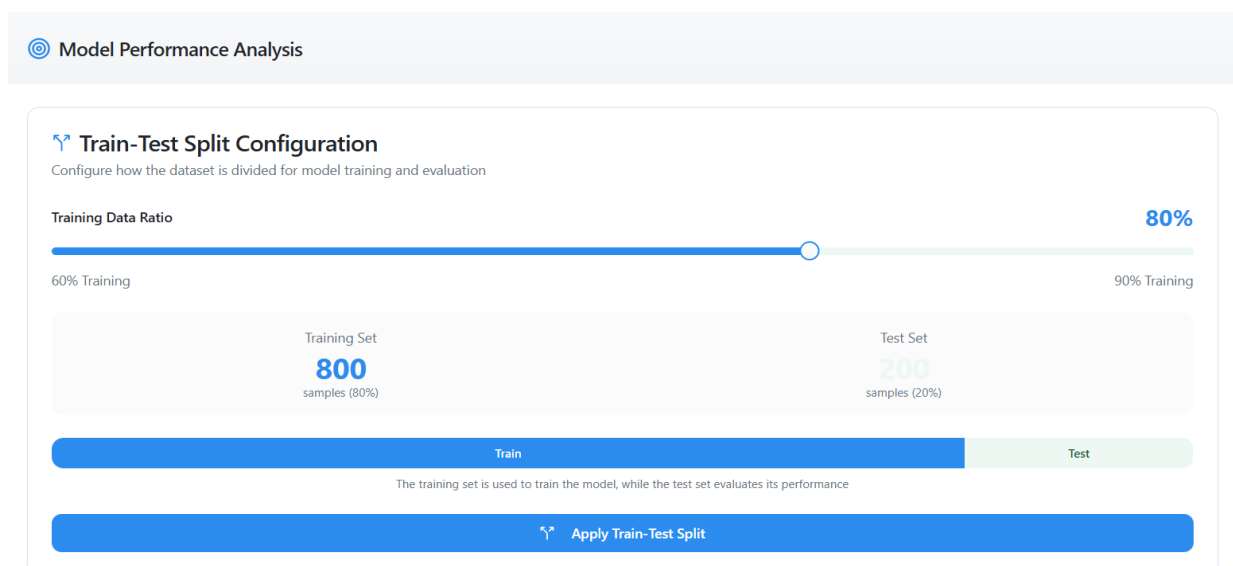 Model Performance Analysis
Train-Test Split Configuration
Configure how the dataset is divided for model training and evaluation
Training Data Ratio
80%
60% Training
90% Training
Training Set
800
samples (80%)
Test Set
200
samples (20%)
Train
Test
The training set is used to train the model, while the test set evaluates its performance
Apply Train-Test Split